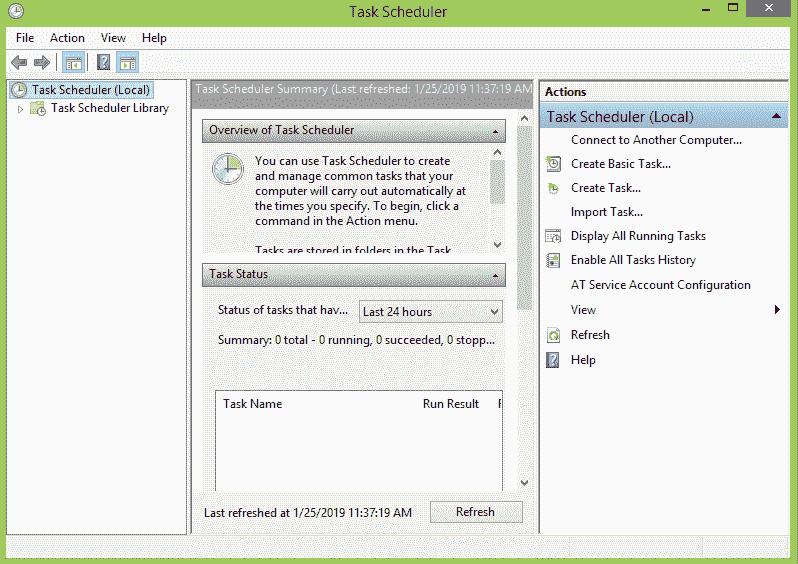 Task Scheduler
File Action View Help
Task Scheduler (Local)
Task Scheduler Library
Task Scheduler Summary (Last refreshed: 1/25/2019 11:37:19 AM
Overview of Task Scheduler
You can use Task Scheduler to create
and manage common tasks that your
computer will carry out automatically at
the times you specify. To begin, click a
command in the Action menu.
Tasks are stored in folders in the Task
Task Status
Status of tasks that hav... Last 24 hours
Summary: 0 total - 0 running, 0 succeeded, 0 stopp...
Task Name Run Result
Last refreshed at 1/25/2019 11:37:19 AM Refresh
Actions
Task Scheduler (Local)
Connect to Another Computer...
Create Basic Task...
Create Task...
Import Task...
Display All Running Tasks
Enable All Tasks History
AT Service Account Configuration
View
Refresh
Help